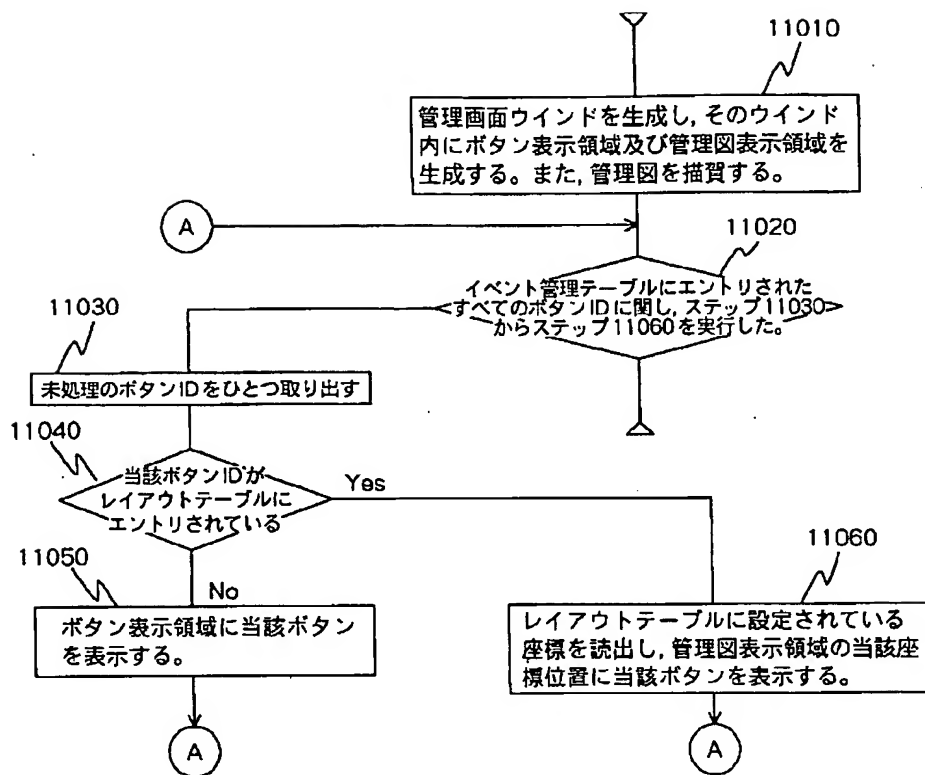 11010
管理画面ウインドを生成し,そのウインド
内にボタン表示領域及び管理図表示領域を
生成する。また,管理図を描賀する。
A
11020
イベント管理テーブルにエントリされた
すべてのボタンIDに関し,ステップ11030
からステップ11060を実行した。
11030
未処理のボタンIDをひとつ取り出す
11040
当該ボタンIDが
レイアウトテーブルに
エントリされている
Yes
No
11050
ボタン表示領域に当該ボタン
を表示する。
11060
レイアウトテーブルに設定されている
座標を読出し,管理図表示領域の当該座
標位置に当該ボタンを表示する。
A
A